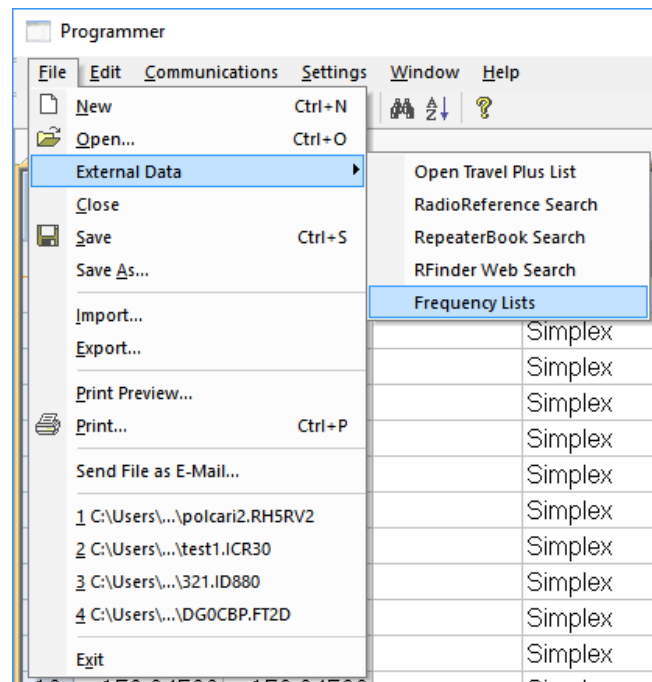 Programmer
File Edit Communications Settings Window Help
New Ctrl+N
Open... Ctrl+O
External Data
Close
Save Ctrl+S
Save As...
Import...
Export...
Print Preview...
Print... Ctrl+P
Send File as E-Mail...
1 C:\Users\...\polcari2.RH5RV2
2 C:\Users\...\test1.ICR30
3 C:\Users\...\321.ID880
4 C:\Users\...\DG0CBP.FT2D
Exit
Open Travel Plus List
RadioReference Search
RepeaterBook Search
RFinder Web Search
Frequency Lists
Simplex
Simplex
Simplex
Simplex
Simplex
Simplex
Simplex
Simplex
Simplex
Simplex